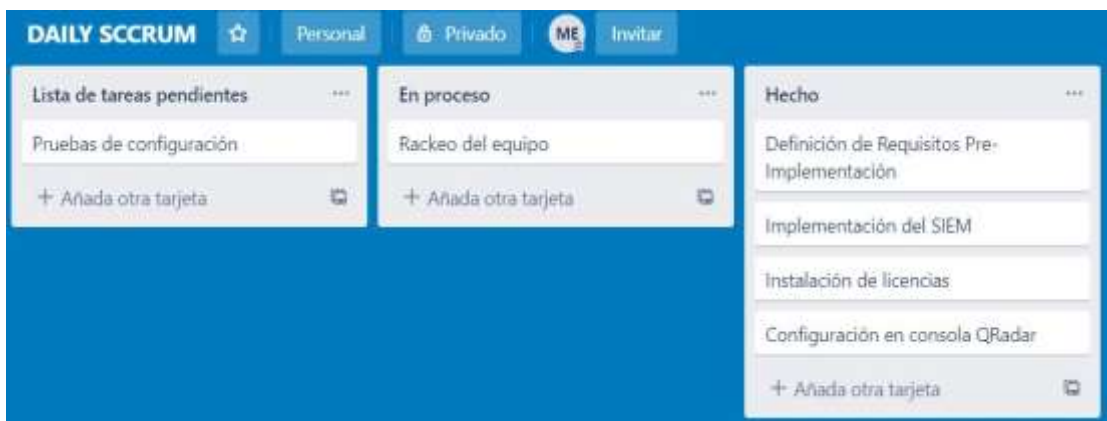 DAILY SCCRUM
Personal
Privado
ME
Invitar
Lista de tareas pendientes
Pruebas de configuración
+ Añada otra tarjeta
En proceso
Rackeo del equipo
+ Añada otra tarjeta
Hecho
Definición de Requisitos Pre-
Implementación
Implementación del SIEM
Instalación de licencias
Configuración en consola QRadar
+ Añada otra tarjeta